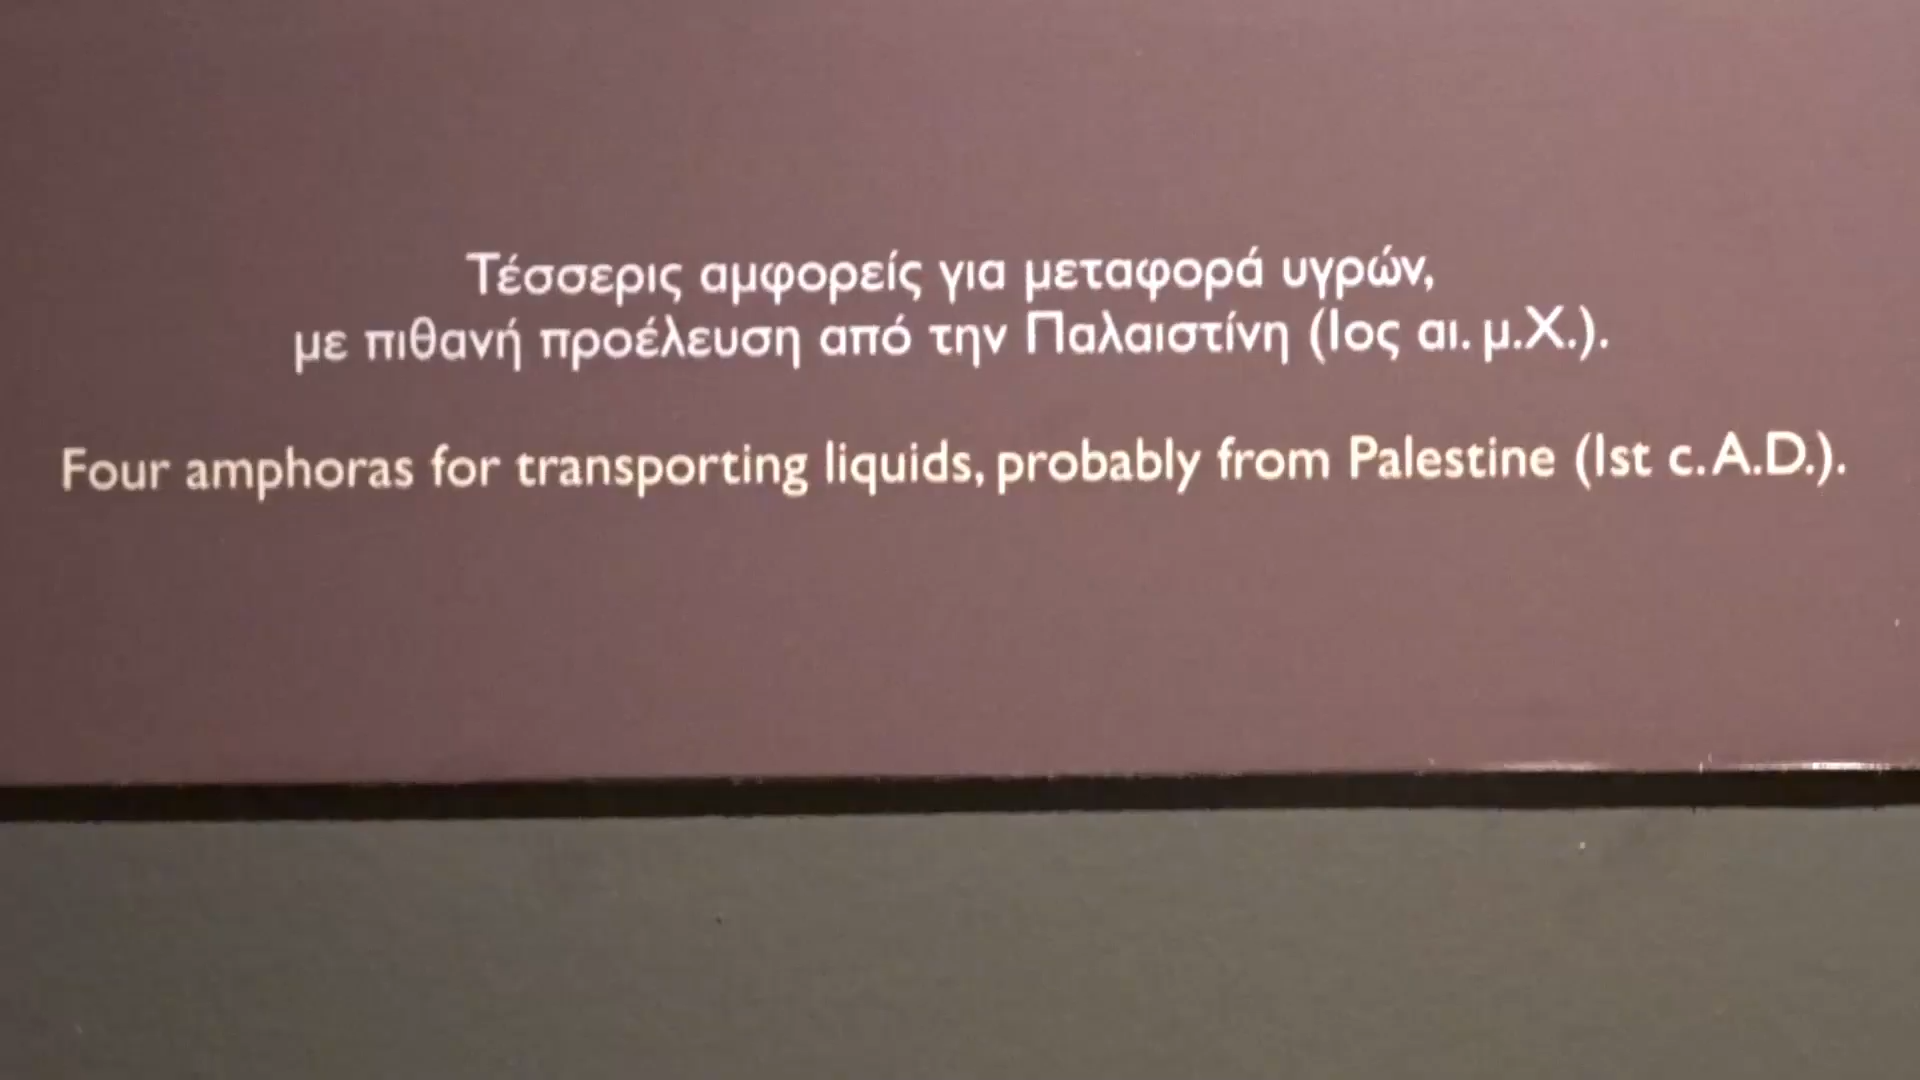 Τέσσερις αμφορείς για μεταφορά υγρών,
με πιθανή προέλευση από την Παλαιστίνη (1ος αι. μ.Χ.).
Four amphoras for transporting liquids, probably from Palestine (1st c. A.D.).